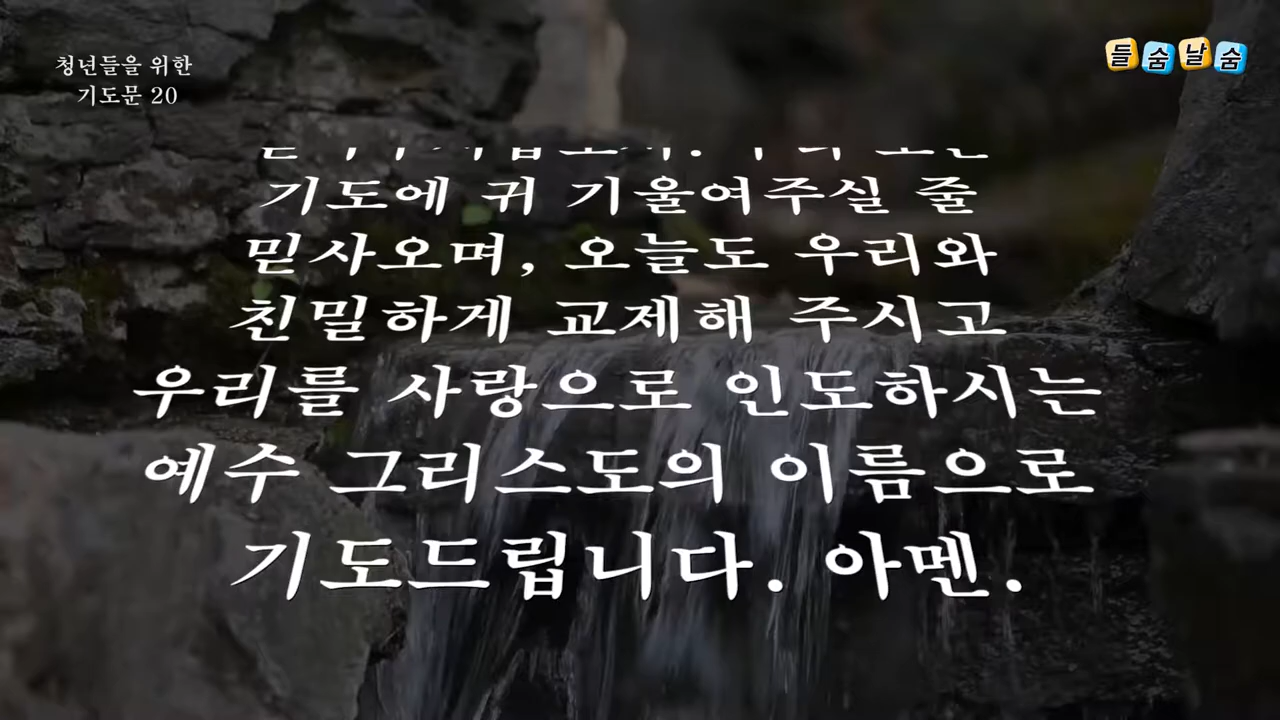 청년들을 위한
기도문 20
들숨날숨
기도에 귀 기울여주실 줄
믿사오며, 오늘도 우리와
친밀하게 교제해 주시고
우리를 사랑으로 인도하시는
예수 그리스도의 이름으로
기도드립니다. 아멘.